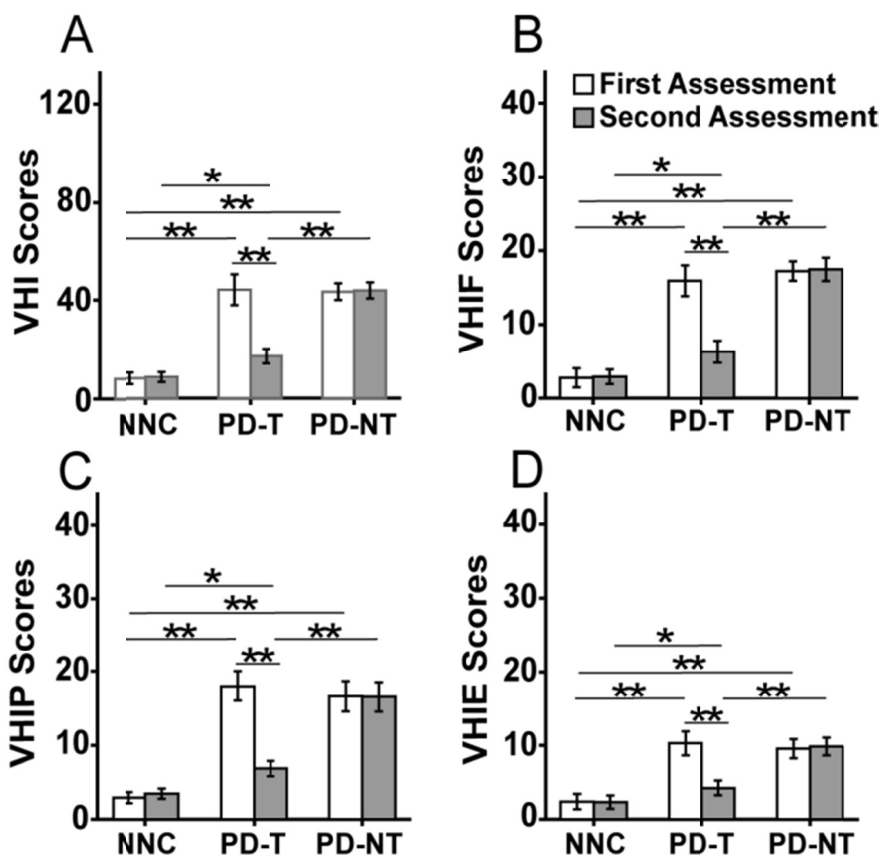 A
VHI Scores
120
80
40
0
*
**
**
**
**
NNC PD-T PD-NT
B
First Assessment
Second Assessment
VHIF Scores
40
30
20
10
0
*
**
**
**
**
NNC PD-T PD-NT
C
VHIP Scores
40
30
20
10
0
*
**
**
**
**
NNC PD-T PD-NT
D
VHIE Scores
40
30
20
10
0
*
**
**
**
**
NNC PD-T PD-NT